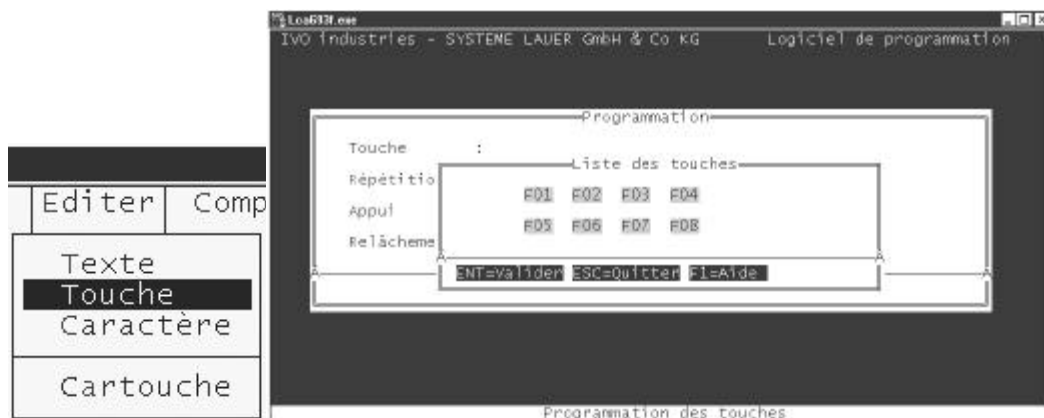 Editer Comp
Texte
Touche
Caractère
Cartouche
Loa693f.exe
IVO industries - SYSTEME LAUER GmbH & Co KG Logiciel de programmation
Programmation
Touche :
Liste des touches
Répétitio
F01 F02 F03 F04
Appui
F05 F06 F07 F08
Relâcheme
ENT=Valider ESC=Quitter F1=Aide
Programmation des touches